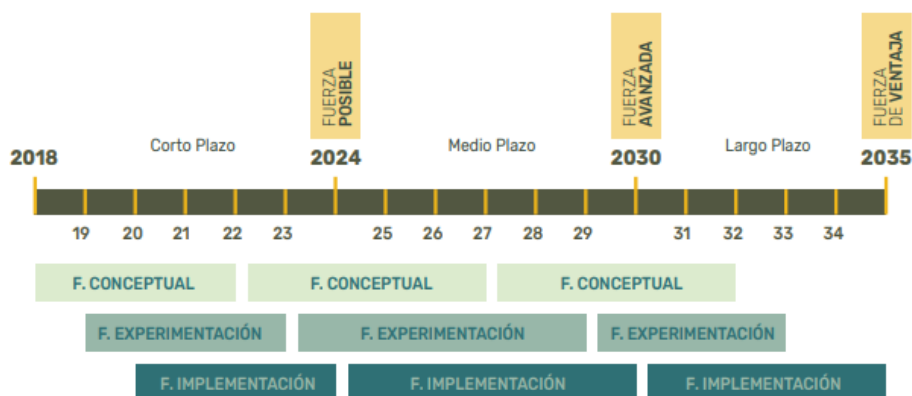 FUERZA
POSIBLE
FUERZA
AVANZADA
FUERZA
DE VENTAJA
Corto Plazo
Medio Plazo
Largo Plazo
2018
2024
2030
2035
19 20 21 22 23 25 26 27 28 29 31 32 33 34
F. CONCEPTUAL
F. CONCEPTUAL
F. CONCEPTUAL
F. EXPERIMENTACIÓN
F. EXPERIMENTACIÓN
F. EXPERIMENTACIÓN
F. IMPLEMENTACIÓN
F. IMPLEMENTACIÓN
F. IMPLEMENTACIÓN